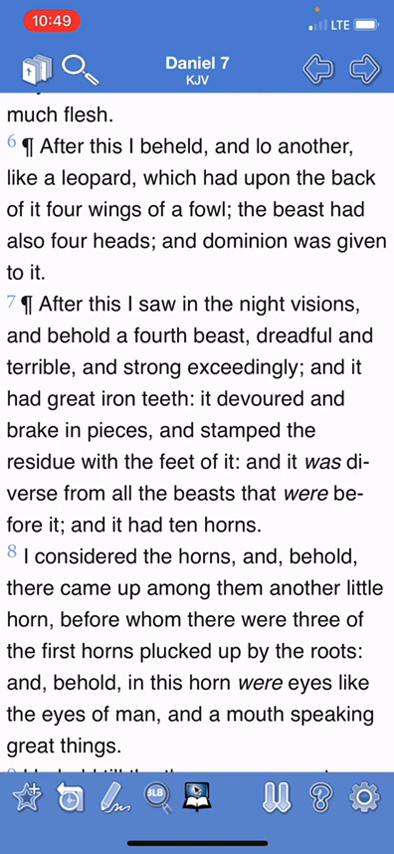 10:49
LTE
Daniel 7
KJV
much flesh.
6 ¶ After this I beheld, and lo another,
like a leopard, which had upon the back
of it four wings of a fowl; the beast had
also four heads; and dominion was given
to it.
7 ¶ After this I saw in the night visions,
and behold a fourth beast, dreadful and
terrible, and strong exceedingly; and it
had great iron teeth: it devoured and
brake in pieces, and stamped the
residue with the feet of it: and it was di-
verse from all the beasts that were be-
fore it; and it had ten horns.
8 I considered the horns, and, behold,
there came up among them another little
horn, before whom there were three of
the first horns plucked up by the roots:
and, behold, in this horn were eyes like
the eyes of man, and a mouth speaking
great things.
BLB
?